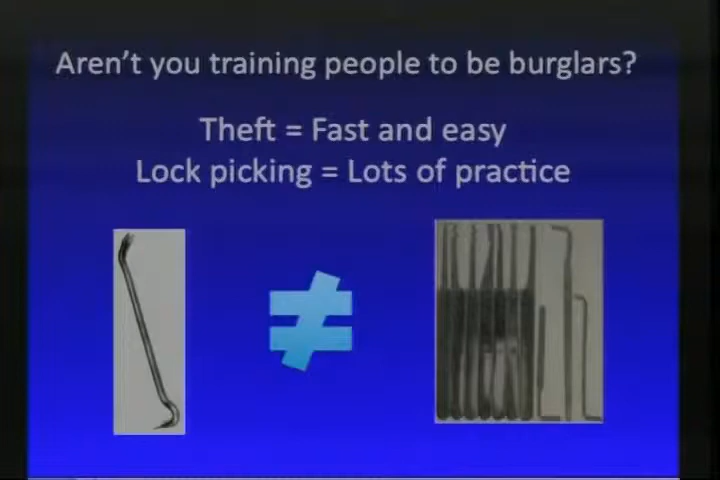 Aren't you training people to be burglars?
Theft = Fast and easy
Lock picking = Lots of practice
≠